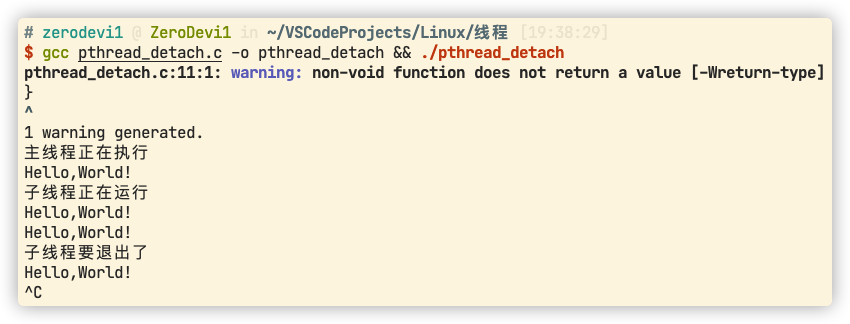 # zerodevi1 @ ZeroDevi1 in ~/VSCodeProjects/Linux/线程 [19:38:29]
$ gcc pthread_detach.c -o pthread_detach && ./pthread_detach
pthread_detach.c:11:1: warning: non-void function does not return a value [-Wreturn-type]
}
^
1 warning generated.
主线程正在执行
Hello,World!
子线程正在运行
Hello,World!
Hello,World!
子线程要退出了
Hello,World!
^C